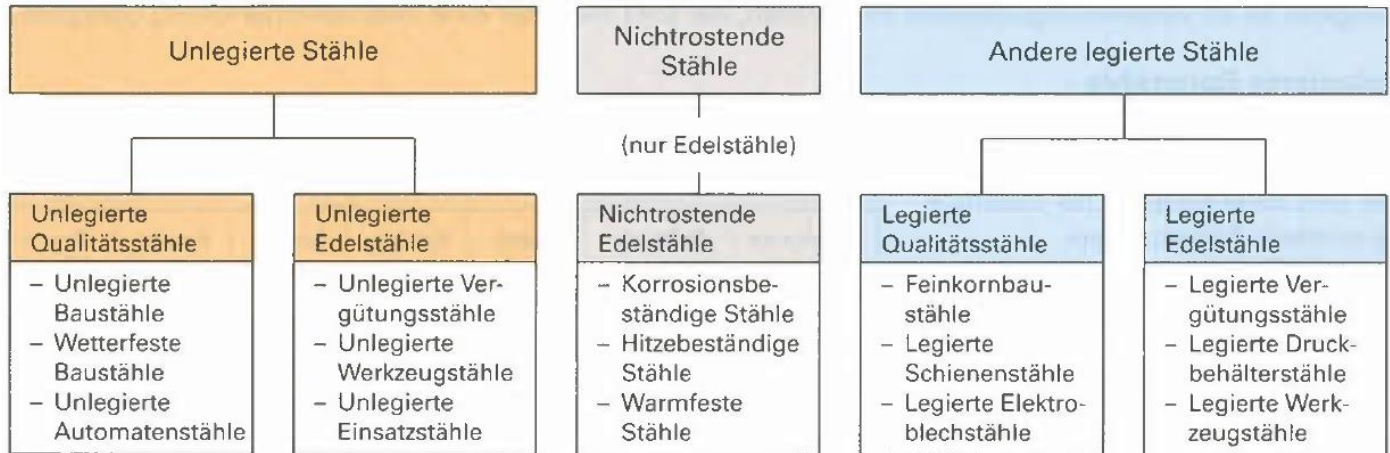 Unlegierte Stähle
Nichtrostende
Stähle
Andere legierte Stähle
(nur Edelstähle)
Unlegierte
Qualitätsstähle
– Unlegierte
Baustähle
– Wetterfeste
Baustähle
– Unlegierte
Automatenstähle
Unlegierte
Edelstähle
– Unlegierte Ver-
gütungsstähle
– Unlegierte
Werkzeugstähle
– Unlegierte
Einsatzstähle
Nichtrostende
Edelstähle
– Korrosionsbe-
ständige Stähle
– Hitzebeständige
Stähle
– Warmfeste
Stähle
Legierte
Qualitätsstähle
– Feinkornbau-
stähle
– Legierte
Schienenstähle
– Legierte Elektro-
blechstähle
Legierte
Edelstähle
– Legierte Ver-
gütungsstähle
– Legierte Druck-
behälterstähle
– Legierte Werk-
zeugstähle